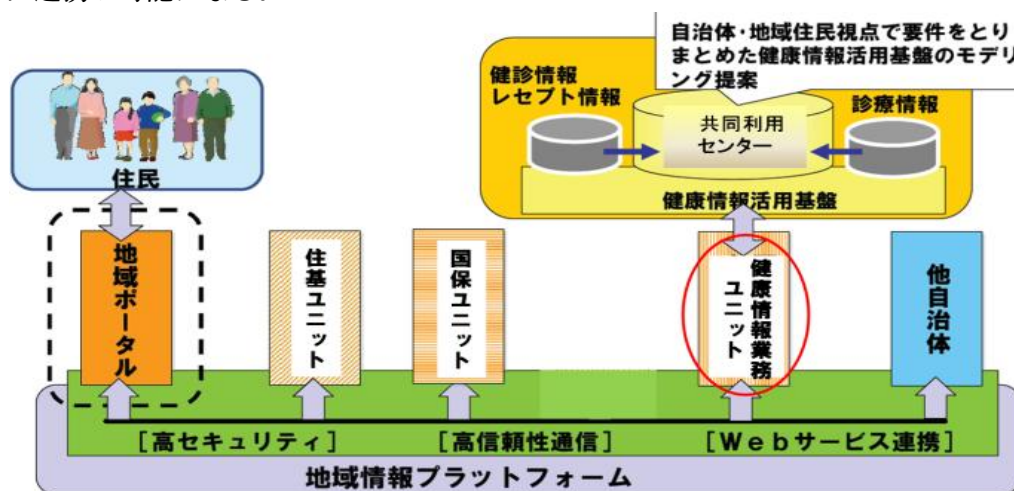 自治体・地域住民視点で要件をとり
まとめた健康情報活用基盤のモデリ
ング提案
健診情報
レセプト情報
診療情報
共同利用
センター
健康情報活用基盤
住民
地域ポータル
住基ユニット
国保ユニット
健康情報業務
ユニット
他自治体
[高セキュリティ]
[高信頼性通信]
[Webサービス連携]
地域情報プラットフォーム